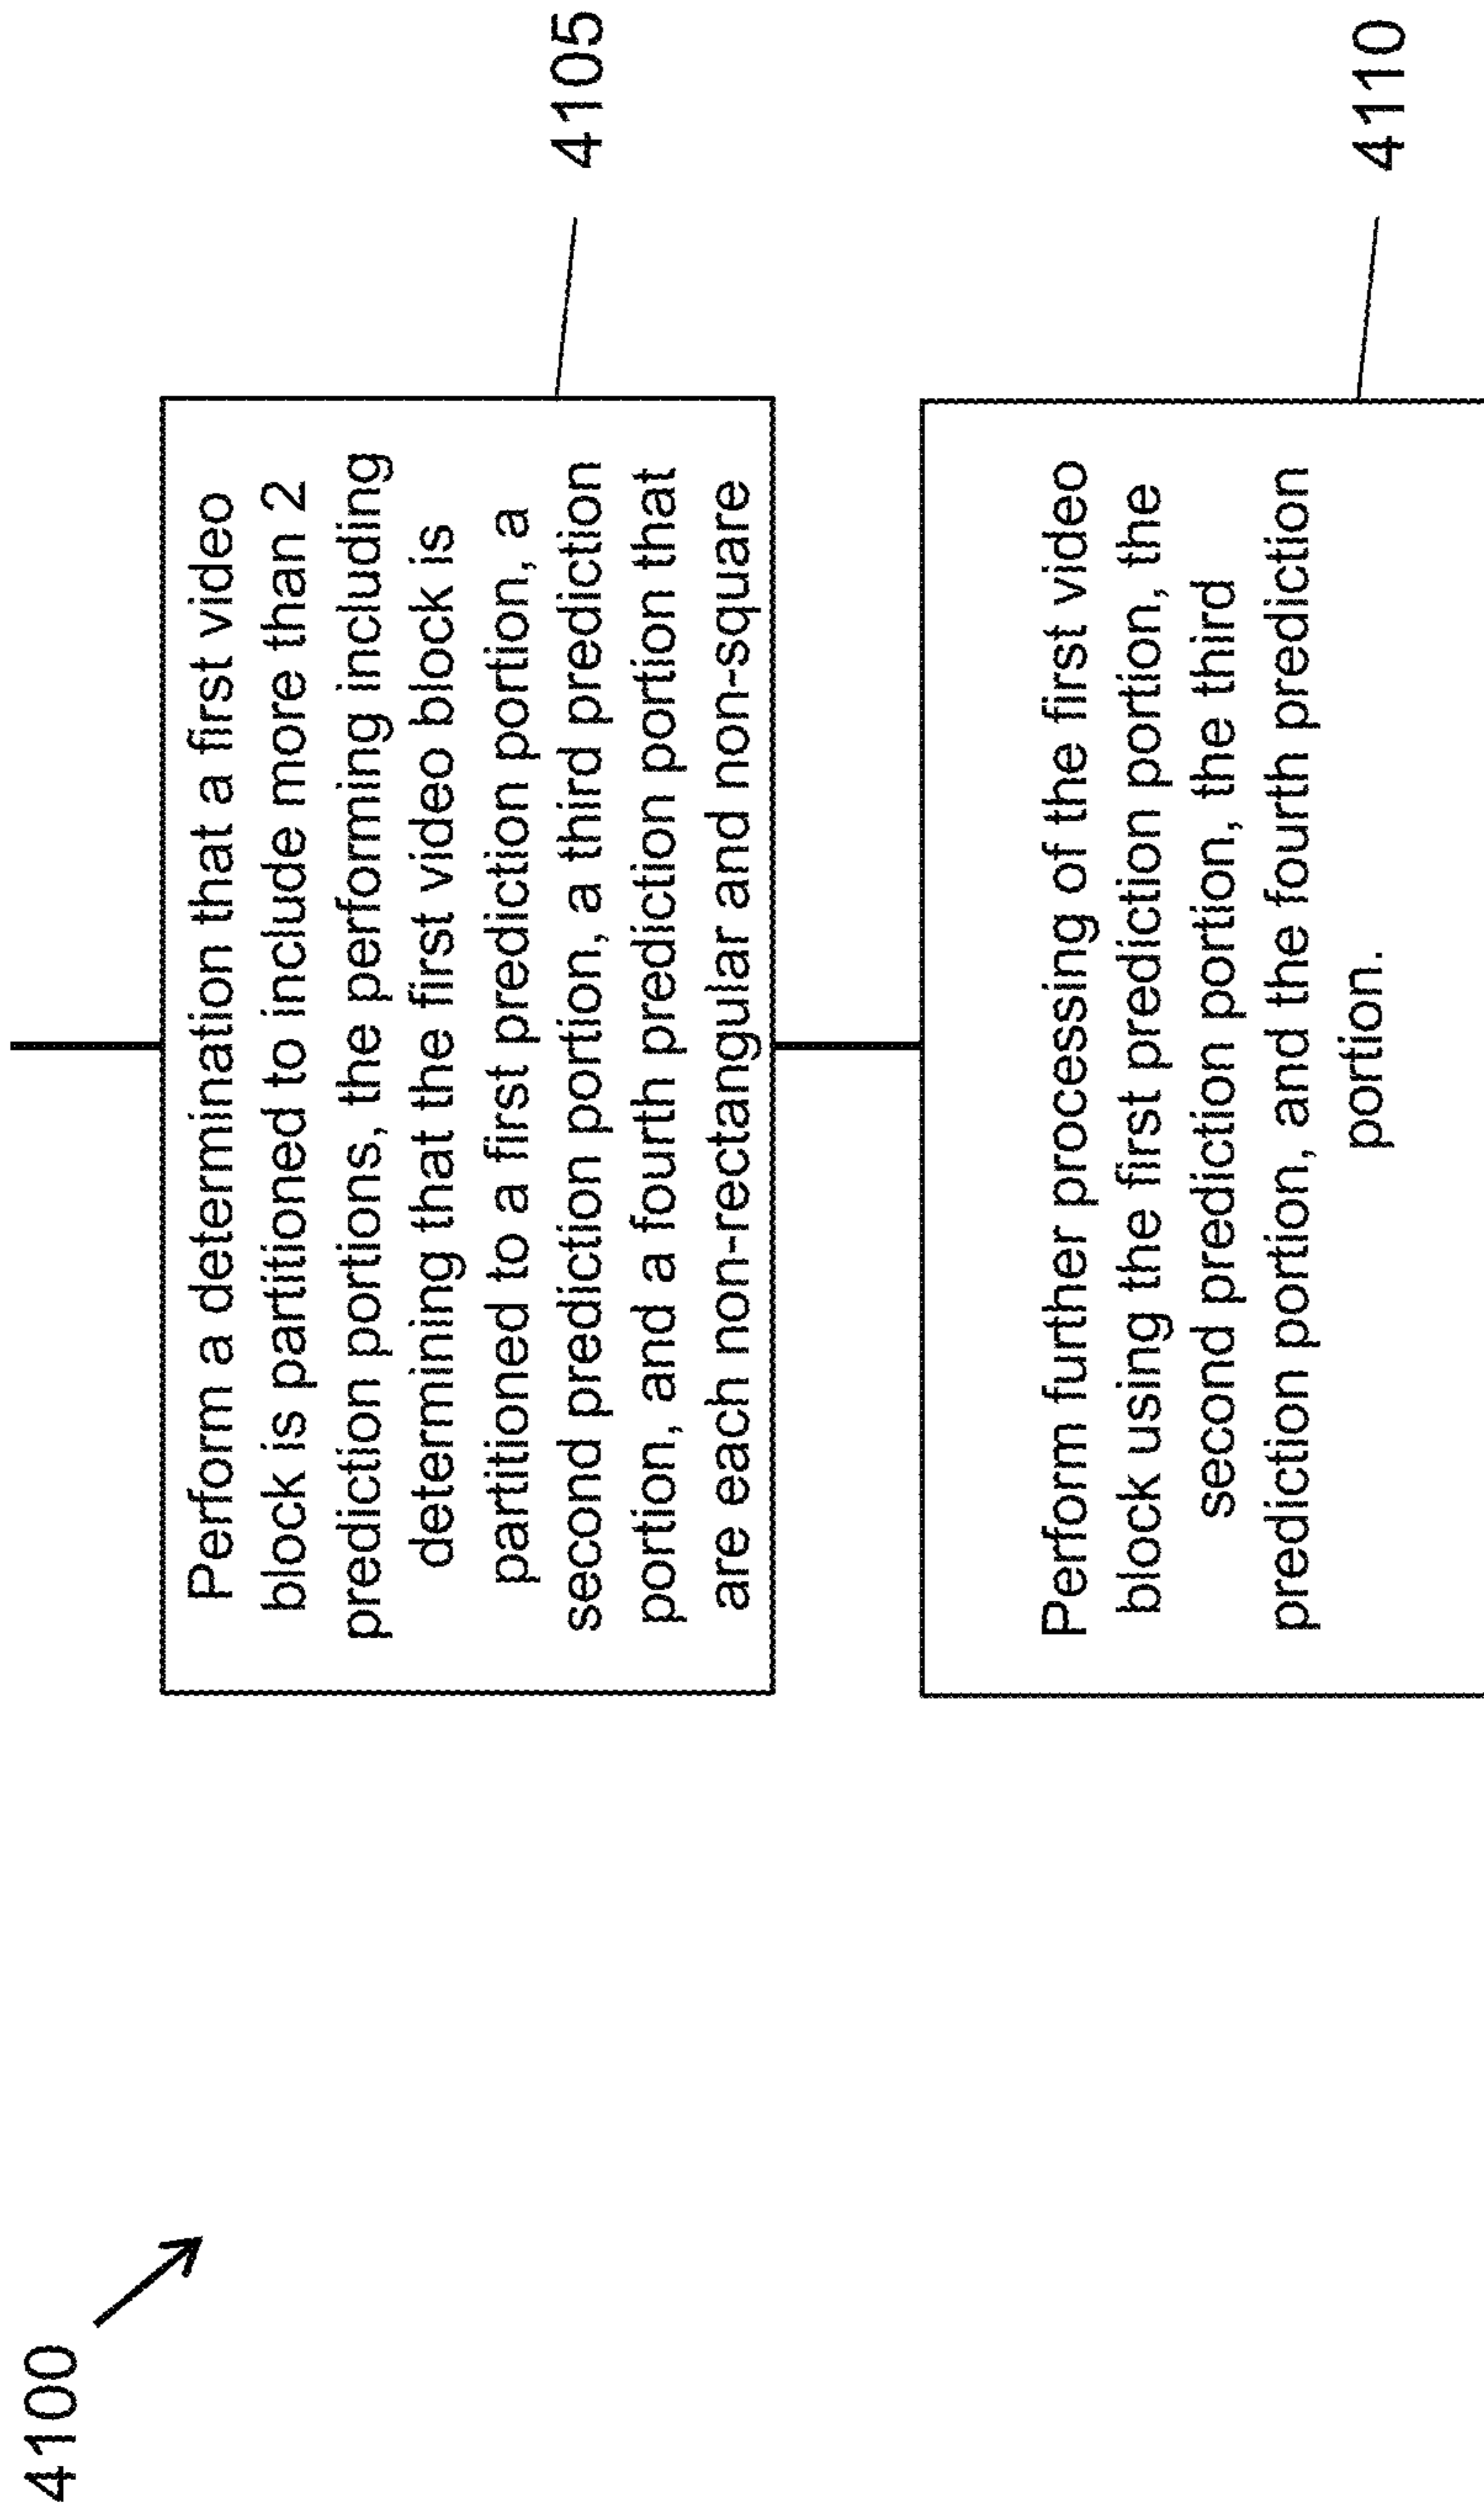 4100
Perform a determination that a first video
block is partitioned to include more than 2
prediction portions, the performing including
determining that the first video block is
partitioned to a first prediction portion, a
second prediction portion, a third prediction
portion, and a fourth prediction portion that
are each non-rectangular and non-square
4105
Perform further processing of the first video
block using the first prediction portion, the
second prediction portion, the third
prediction portion, and the fourth prediction
portion.
4110